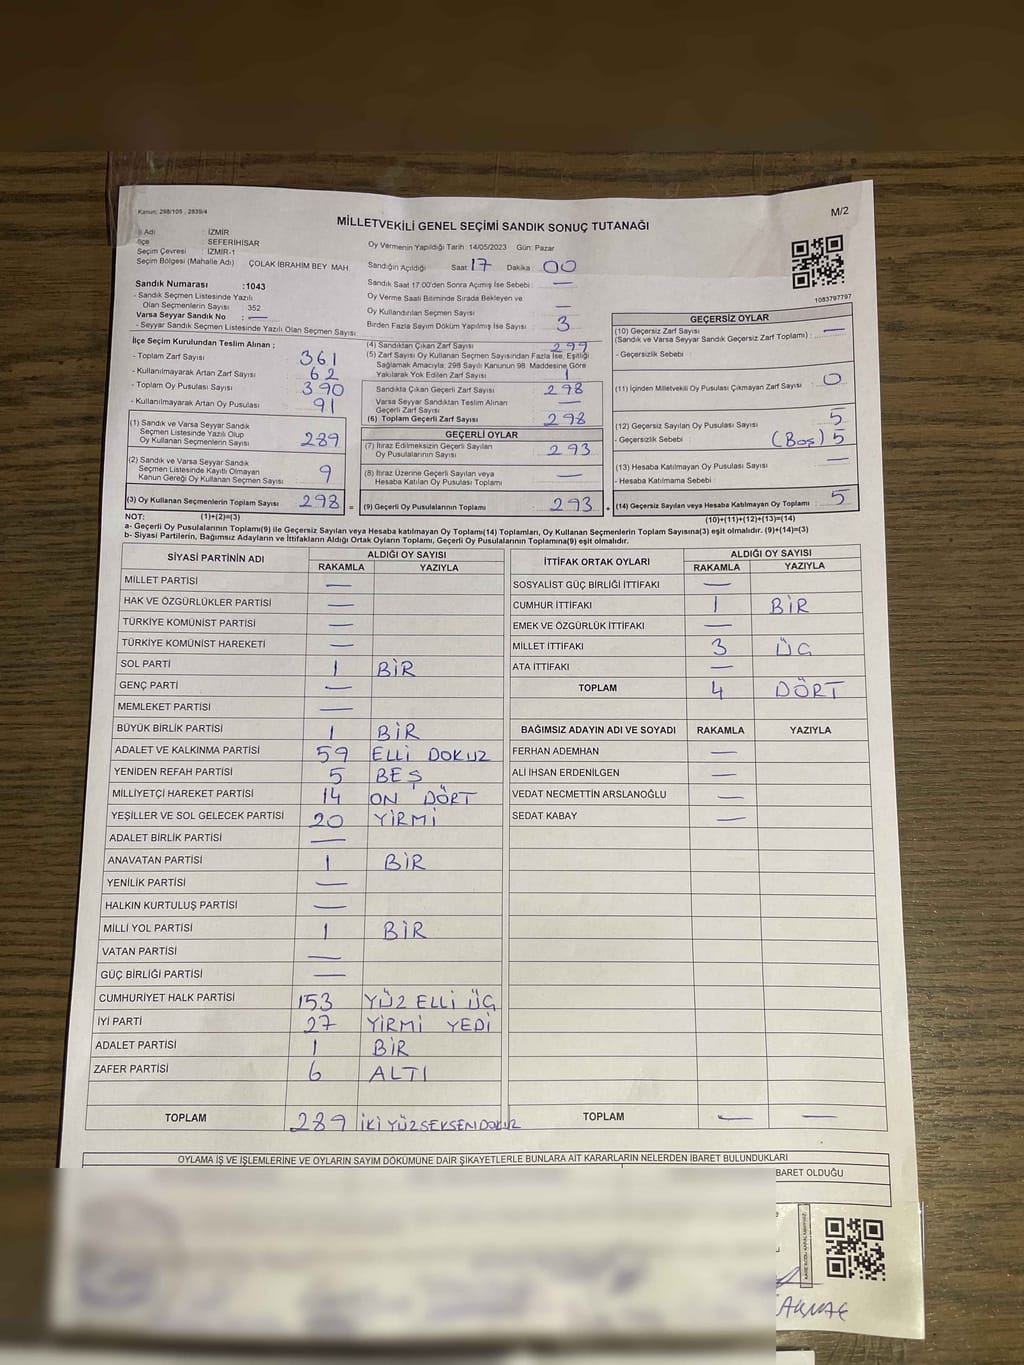 Kanun: 298/105 , 2839/4
M/2
MİLLETVEKİLİ GENEL SEÇİMİ SANDIK SONUÇ TUTANAĞI
İl Adı : İZMİR
İlçe : SEFERİHİSAR
Seçim Çevresi : İZMİR-1
Seçim Bölgesi (Mahalle Adı) ÇOLAK İBRAHİM BEY MAH
Oy Vermenin Yapıldığı Tarih :14/05/2023 Gün: Pazar
Sandığın Açıldığı Saat : 17 Dakika : 00
Sandık Numarası :1043
- Sandık Seçmen Listesinde Yazılı
Olan Seçmenlerin Sayısı : 352
Varsa Seyyar Sandık No : —
- Seyyar Sandık Seçmen Listesinde Yazılı Olan Seçmen Sayısı:
Sandık Saat 17.00'den Sonra Açımış İse Sebebi : —
Oy Verme Saati Bitiminde Sırada Bekleyen ve
Oy Kullandırılan Seçmen Sayısı : —
Birden Fazla Sayım Döküm Yapılmış İse Sayısı : 3
1083797797
İlçe Seçim Kurulundan Teslim Alınan ;
- Toplam Zarf Sayısı : 361
- Kullanılmayarak Artan Zarf Sayısı : 62
- Toplam Oy Pusulası Sayısı : 390
- Kullanılmayarak Artan Oy Pusulası : 91
(1) Sandık ve Varsa Seyyar Sandık
Seçmen Listesinde Yazılı Olup
Oy Kullanan Seçmenlerin Sayısı : 289
(2) Sandık ve Varsa Seyyar Sandık
Seçmen Listesinde Kayıtlı Olmayan
Kanun Gereği Oy Kullanan Seçmen Sayısı : 9
(3) Oy Kullanan Seçmenlerin Toplam Sayısı : 298 =
(4) Sandıktan Çıkan Zarf Sayısı : 299
(5) Zarf Sayısı Oy Kullanan Seçmen Sayısından Fazla İse, Eşitliği
Sağlamak Amacıyla, 298 Sayılı Kanunun 98. Maddesine Göre
Yakılarak Yok Edilen Zarf Sayısı : 1
Sandıkta Çıkan Geçerli Zarf Sayısı : 298
Varsa Seyyar Sandıktan Teslim Alınan
Geçerli Zarf Sayısı : —
(6) Toplam Geçerli Zarf Sayısı : 298
GEÇERLİ OYLAR
(7) İtiraz Edilmeksizin Geçerli Sayılan
Oy Pusulalarının Sayısı : 293
(8) İtiraz Üzerine Geçerli Sayılan veya
Hesaba Katılan Oy Pusulası Toplamı : —
(9) Geçerli Oy Pusulalarının Toplamı : 293 +
GEÇERSİZ OYLAR
(10) Geçersiz Zarf Sayısı : —
(Sandık ve Varsa Seyyar Sandık Geçersiz Zarf Toplamı)
- Geçersizlik Sebebi :
(11) İçinden Milletvekili Oy Pusulası Çıkmayan Zarf Sayısı : 0
(12) Geçersiz Sayılan Oy Pusulası Sayısı : 5
- Geçersizlik Sebebi : (Boş) 5
(13) Hesaba Katılmayan Oy Pusulası Sayısı : —
- Hesaba Katılmama Sebebi :
(14) Geçersiz Sayılan veya Hesaba Katılmayan Oy Toplamı : 5
NOT: (1)+(2)=(3)
(10)+(11)+(12)+(13)=(14)
a- Geçerli Oy Pusulalarının Toplamı(9) ile Geçersiz Sayılan veya Hesaba katılmayan Oy Toplamı(14) Toplamları, Oy Kullanan Seçmenlerin Toplam Sayısına(3) eşit olmalıdır. (9)+(14)=(3)
b- Siyasi Partilerin, Bağımsız Adayların ve İttifakların Aldığı Ortak Oyların Toplamı, Geçerli Oy Pusulalarının Toplamına(9) eşit olmalıdır.
SİYASİ PARTİNİN ADI ALDIĞI OY SAYISI
RAKAMLA YAZIYLA
MİLLET PARTİSİ —
HAK VE ÖZGÜRLÜKLER PARTİSİ —
TÜRKİYE KOMÜNİST PARTİSİ —
TÜRKİYE KOMÜNİST HAREKETİ —
SOL PARTİ 1 BİR
GENÇ PARTİ —
MEMLEKET PARTİSİ —
BÜYÜK BİRLİK PARTİSİ 1 BİR
ADALET VE KALKINMA PARTİSİ 59 ELLİ DOKUZ
YENİDEN REFAH PARTİSİ 5 BEŞ
MİLLİYETÇİ HAREKET PARTİSİ 14 ON DÖRT
YEŞİLLER VE SOL GELECEK PARTİSİ 20 YİRMİ
ADALET BİRLİK PARTİSİ —
ANAVATAN PARTİSİ 1 BİR
YENİLİK PARTİSİ —
HALKIN KURTULUŞ PARTİSİ —
MİLLİ YOL PARTİSİ 1 BİR
VATAN PARTİSİ —
GÜÇ BİRLİĞİ PARTİSİ —
CUMHURİYET HALK PARTİSİ 153 YÜZ ELLİ ÜÇ
İYİ PARTİ 27 YİRMİ YEDİ
ADALET PARTİSİ 1 BİR
ZAFER PARTİSİ 6 ALTI
TOPLAM 289 İKİ YÜZSEKSENDOKUZ
İTTİFAK ORTAK OYLARI ALDIĞI OY SAYISI
RAKAMLA YAZIYLA
SOSYALİST GÜÇ BİRLİĞİ İTTİFAKI —
CUMHUR İTTİFAKI 1 BİR
EMEK VE ÖZGÜRLÜK İTTİFAKI —
MİLLET İTTİFAKI 3 ÜÇ
ATA İTTİFAKI —
TOPLAM 4 DÖRT
BAĞIMSIZ ADAYIN ADI VE SOYADI RAKAMLA YAZIYLA
FERHAN ADEMHAN —
ALİ İHSAN ERDENİLGEN —
VEDAT NECMETTİN ARSLANOĞLU —
SEDAT KABAY —
TOPLAM — —
OYLAMA İŞ VE İŞLEMLERİNE VE OYLARIN SAYIM DÖKÜMÜNE DAİR ŞİKAYETLERLE BUNLARA AİT KARARLARIN NELERDEN İBARET BULUNDUKLARI
BARET OLDUĞU